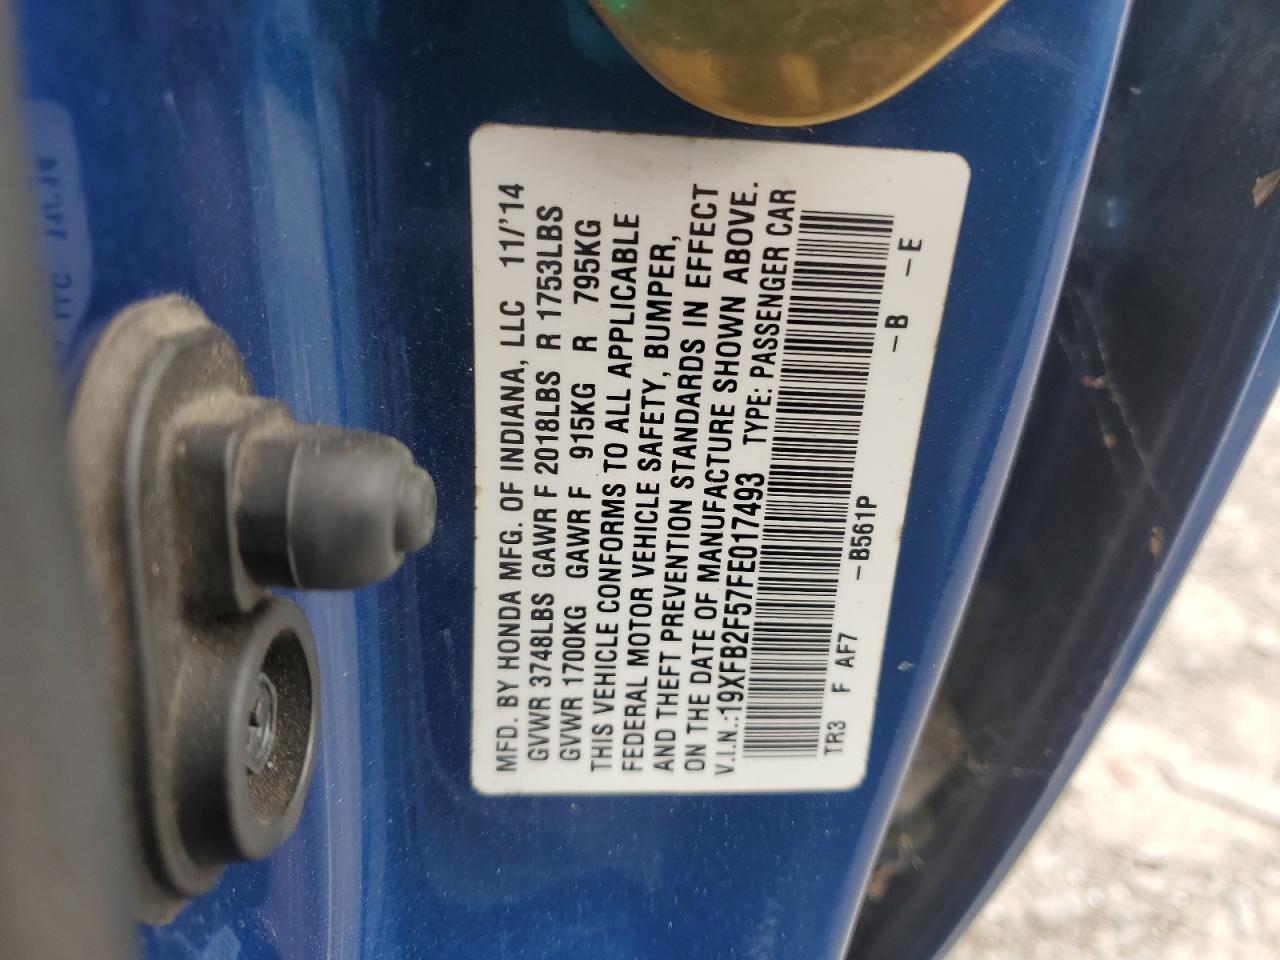 MFD. BY HONDA MFG. OF INDIANA, LLC 11/'14
GVWR 3748LBS GAWR F 2018LBS R 1753LBS
GVWR 1700KG GAWR F 915KG R 795KG
THIS VEHICLE CONFORMS TO ALL APPLICABLE
FEDERAL MOTOR VEHICLE SAFETY, BUMPER,
AND THEFT PREVENTION STANDARDS IN EFFECT
ON THE DATE OF MANUFACTURE SHOWN ABOVE.
V.I.N.:19XFB2F57FE017493 TYPE: PASSENGER CAR
TR3 F AF7 -B561P -B -E